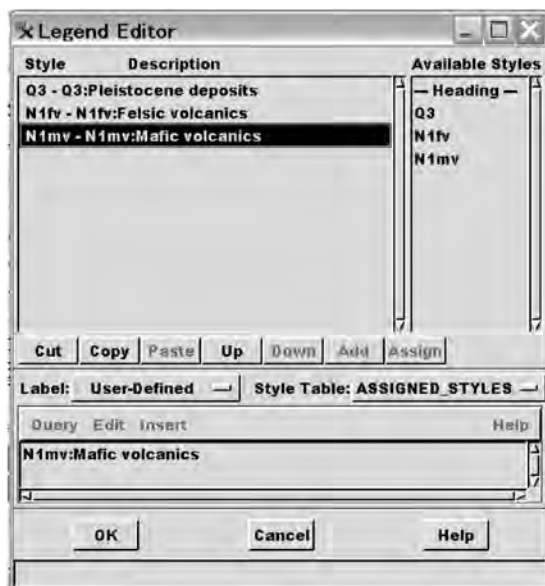 Legend Editor
Style Description Available Styles
Q3 - Q3:Pleistocene deposits
N1fv - N1fv:Felsic volcanics
N1mv - N1mv:Mafic volcanics
— Heading —
Q3
N1fv
N1mv
Cut Copy Paste Up Down Add Assign
Label: User-Defined Style Table: ASSIGNED_STYLES
Query Edit Insert Help
N1mv:Mafic volcanics
OK Cancel Help